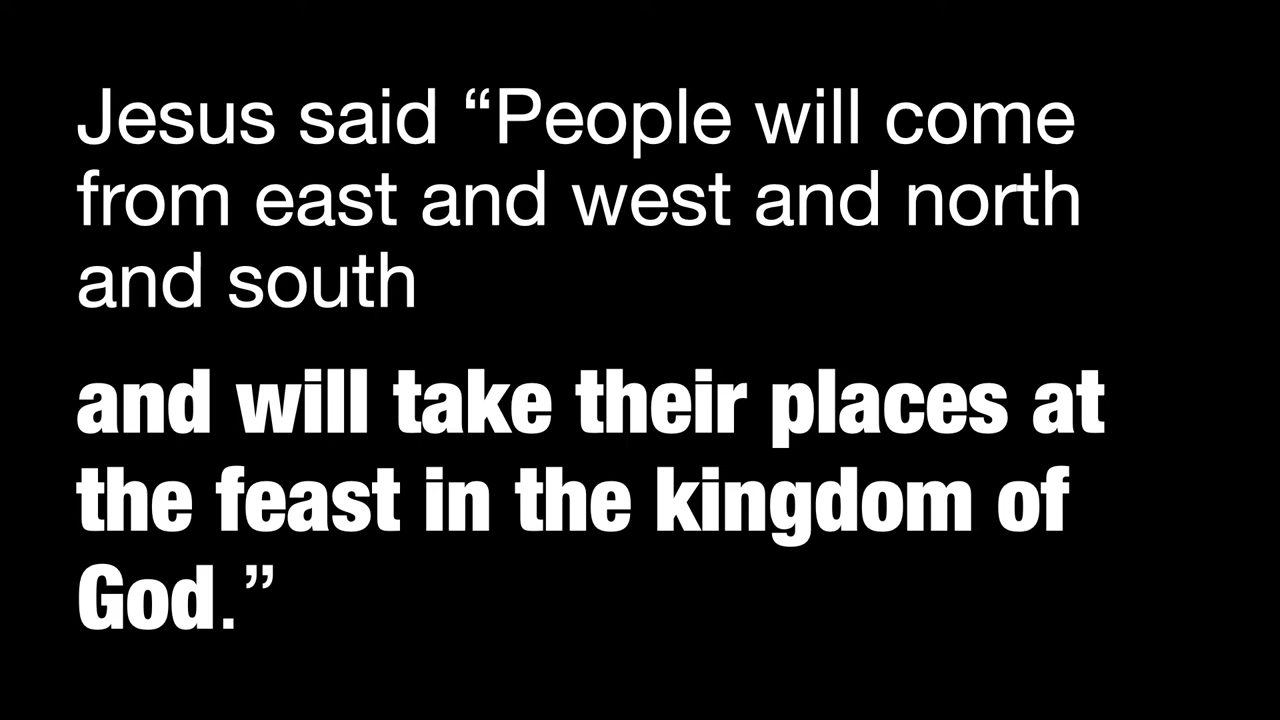 Jesus said “People will come
from east and west and north
and south
and will take their places at
the feast in the kingdom of
God.”